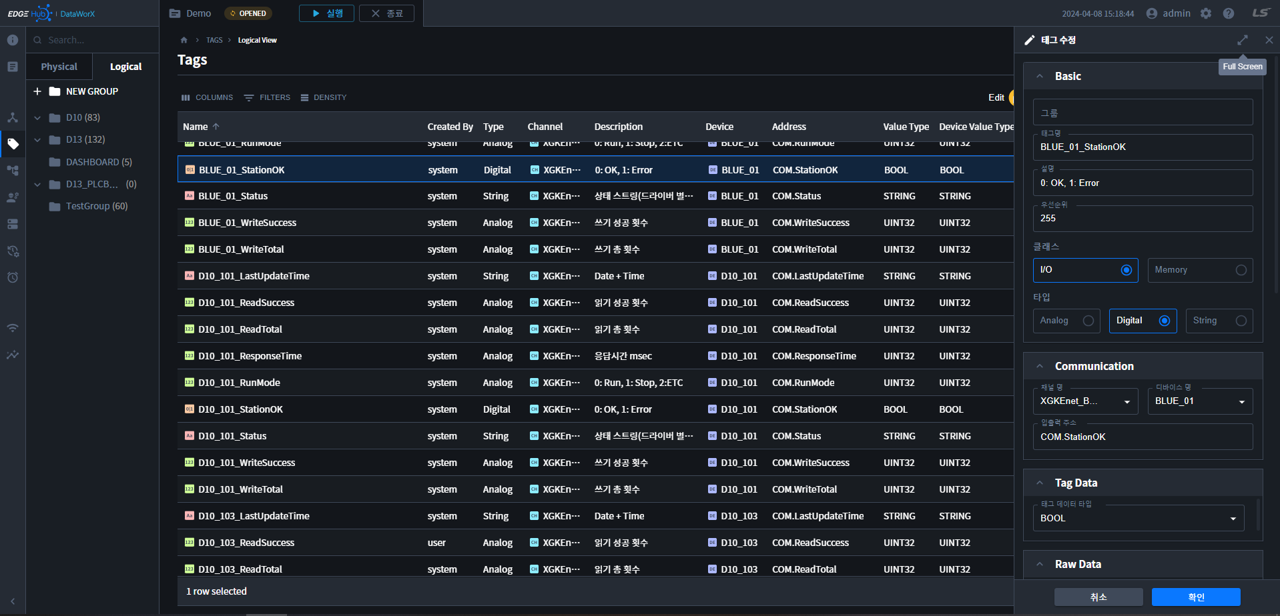 EDGE Hub | DataWorX
Demo
OPENED
실행
종료
2024-04-08 15:18:44
admin
LS
Search...
Physical
Logical
NEW GROUP
D10 (83)
D13 (132)
DASHBOARD (5)
D13_PLCB... (0)
TestGroup (60)
TAGS
Logical View
Tags
COLUMNS
FILTERS
DENSITY
Edit
Name Created By Type Channel Description Device Address Value Type Device Value Type
BLUE_01_RunMode system Analog XGKEn··· 0: Run, 1: Stop, 2:ETC BLUE_01 COM.RunMode UINT32 UINT32
BLUE_01_StationOK system Digital XGKEn··· 0: OK, 1: Error BLUE_01 COM.StationOK BOOL BOOL
BLUE_01_Status system String XGKEn··· 상태 스트링(드라이버 별··· BLUE_01 COM.Status STRING STRING
BLUE_01_WriteSuccess system Analog XGKEn··· 쓰기 성공 횟수 BLUE_01 COM.WriteSuccess UINT32 UINT32
BLUE_01_WriteTotal system Analog XGKEn··· 쓰기 총 횟수 BLUE_01 COM.WriteTotal UINT32 UINT32
D10_101_LastUpdateTime system String XGKEn··· Date + Time D10_101 COM.LastUpdateTime STRING STRING
D10_101_ReadSuccess system Analog XGKEn··· 읽기 성공 횟수 D10_101 COM.ReadSuccess UINT32 UINT32
D10_101_ReadTotal system Analog XGKEn··· 읽기 총 횟수 D10_101 COM.ReadTotal UINT32 UINT32
D10_101_ResponseTime system Analog XGKEn··· 응답시간 msec D10_101 COM.ResponseTime UINT32 UINT32
D10_101_RunMode system Analog XGKEn··· 0: Run, 1: Stop, 2:ETC D10_101 COM.RunMode UINT32 UINT32
D10_101_StationOK system Digital XGKEn··· 0: OK, 1: Error D10_101 COM.StationOK BOOL BOOL
D10_101_Status system String XGKEn··· 상태 스트링(드라이버 별··· D10_101 COM.Status STRING STRING
D10_101_WriteSuccess system Analog XGKEn··· 쓰기 성공 횟수 D10_101 COM.WriteSuccess UINT32 UINT32
D10_101_WriteTotal system Analog XGKEn··· 쓰기 총 횟수 D10_101 COM.WriteTotal UINT32 UINT32
D10_103_LastUpdateTime system String XGKEn··· Date + Time D10_103 COM.LastUpdateTime STRING STRING
D10_103_ReadSuccess user Analog XGKEn··· 읽기 성공 횟수 D10_103 COM.ReadSuccess UINT32 UINT32
D10_103_ReadTotal system Analog XGKEn··· 읽기 총 횟수 D10_103 COM.ReadTotal UINT32 UINT32
1 row selected
태그 수정
Full Screen
Basic
그룹
태그명
BLUE_01_StationOK
설명
0: OK, 1: Error
우선순위
255
클래스
I/O
Memory
타입
Analog
Digital
String
Communication
채널 명
XGKEnet_B...
디바이스 명
BLUE_01
입출력 주소
COM.StationOK
Tag Data
태그 데이터 타입
BOOL
Raw Data
취소
확인